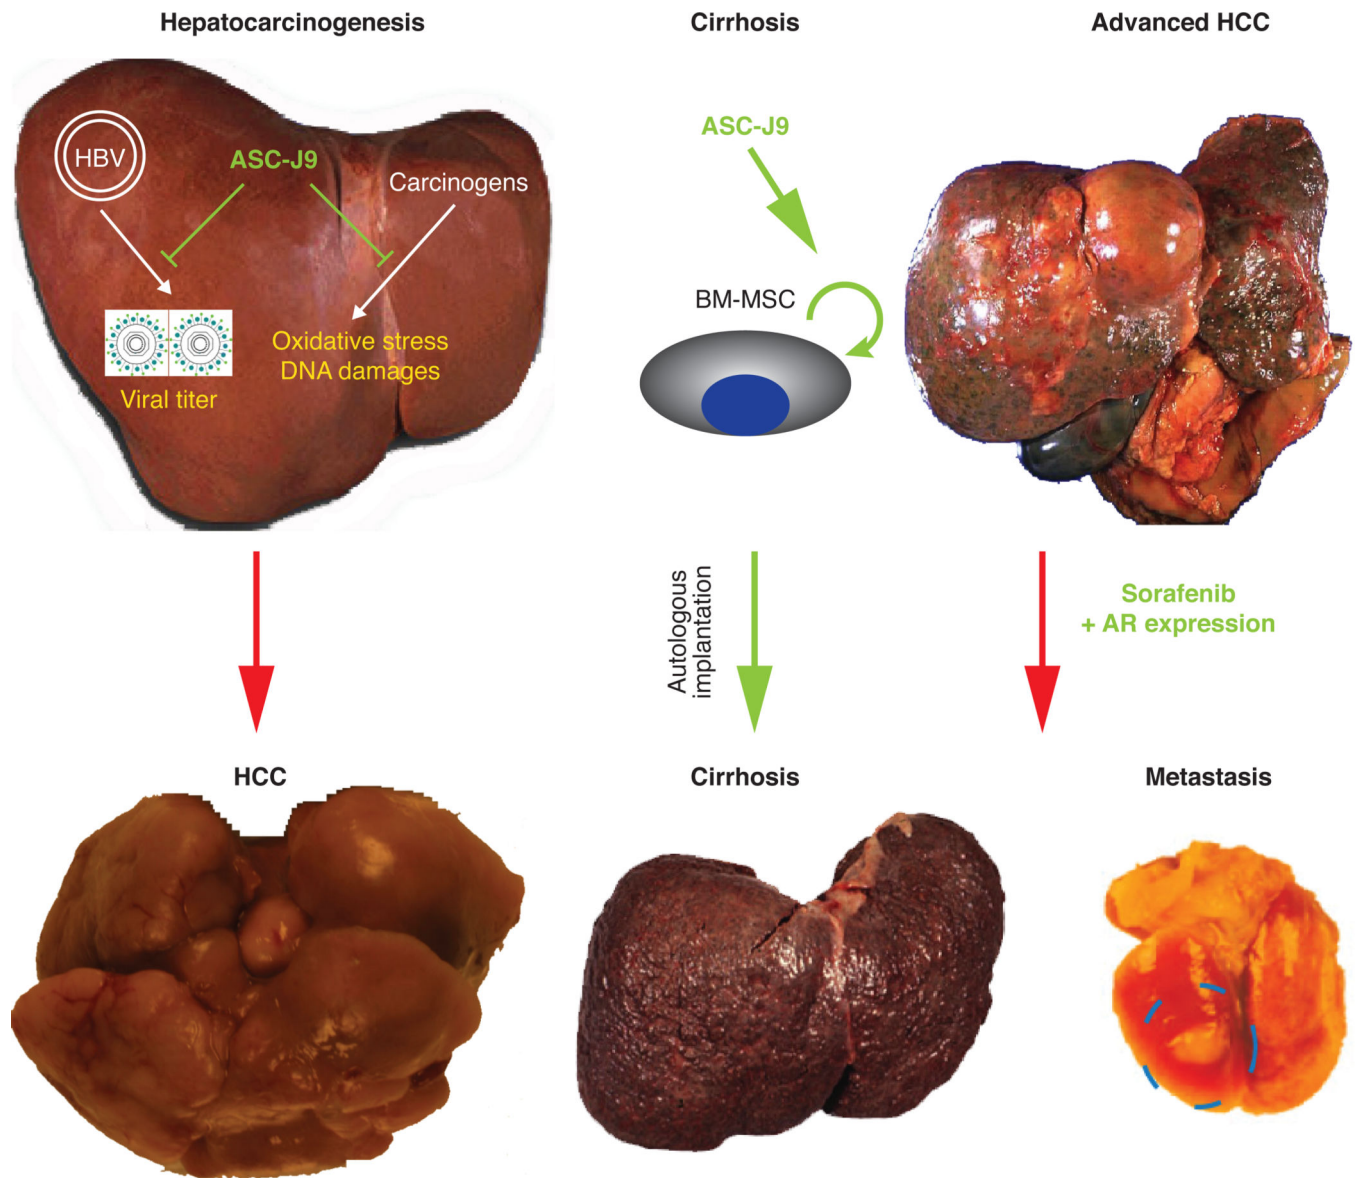 Hepatocarcinogenesis
Cirrhosis
Advanced HCC
HBV
ASC-J9
Carcinogens
Oxidative stress
DNA damages
Viral titer
ASC-J9
BM-MSC
Autologous
implantation
Sorafenib
+ AR expression
HCC
Cirrhosis
Metastasis